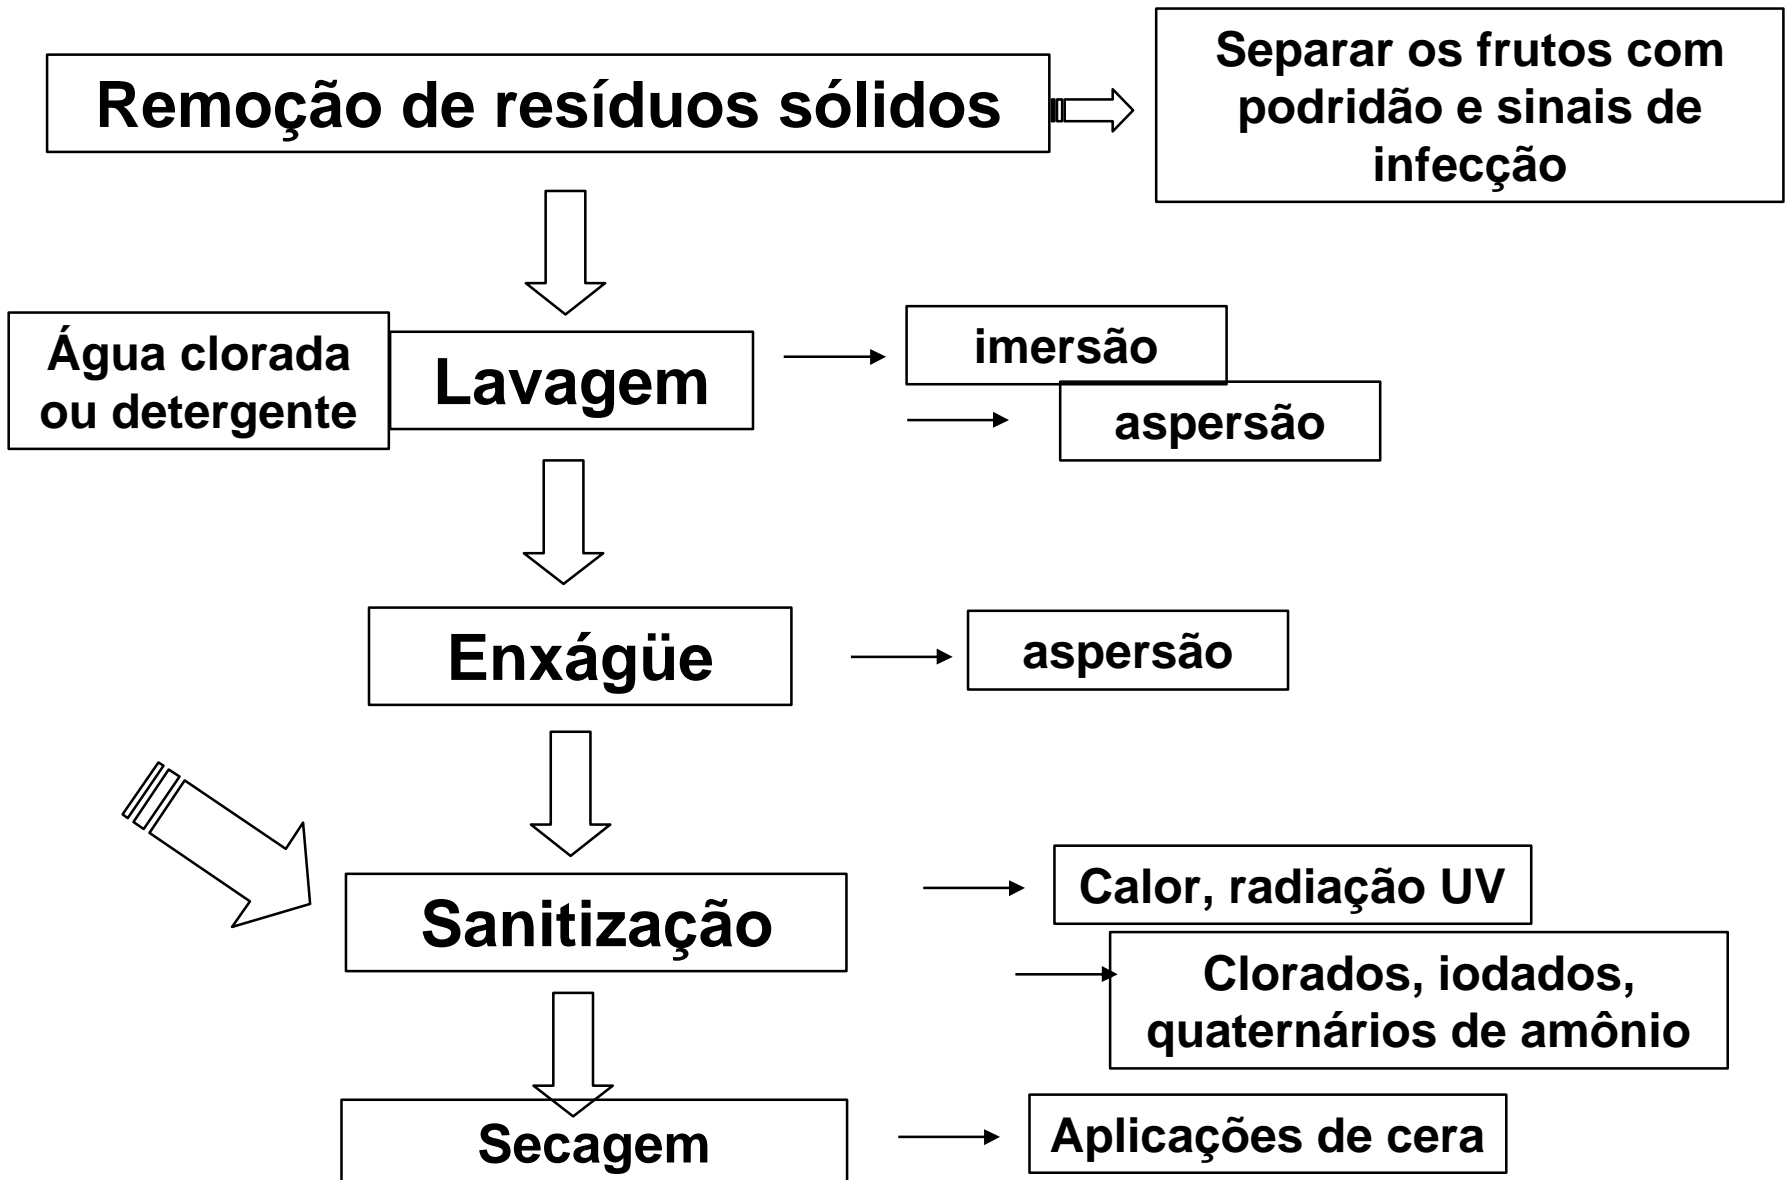 Remoção de resíduos sólidos
Separar os frutos com
podridão e sinais de
infecção
Água clorada
ou detergente
Lavagem
imersão
aspersão
Enxágüe
aspersão
Sanitização
Calor, radiação UV
Clorados, iodados,
quaternários de amônio
Secagem
Aplicações de cera